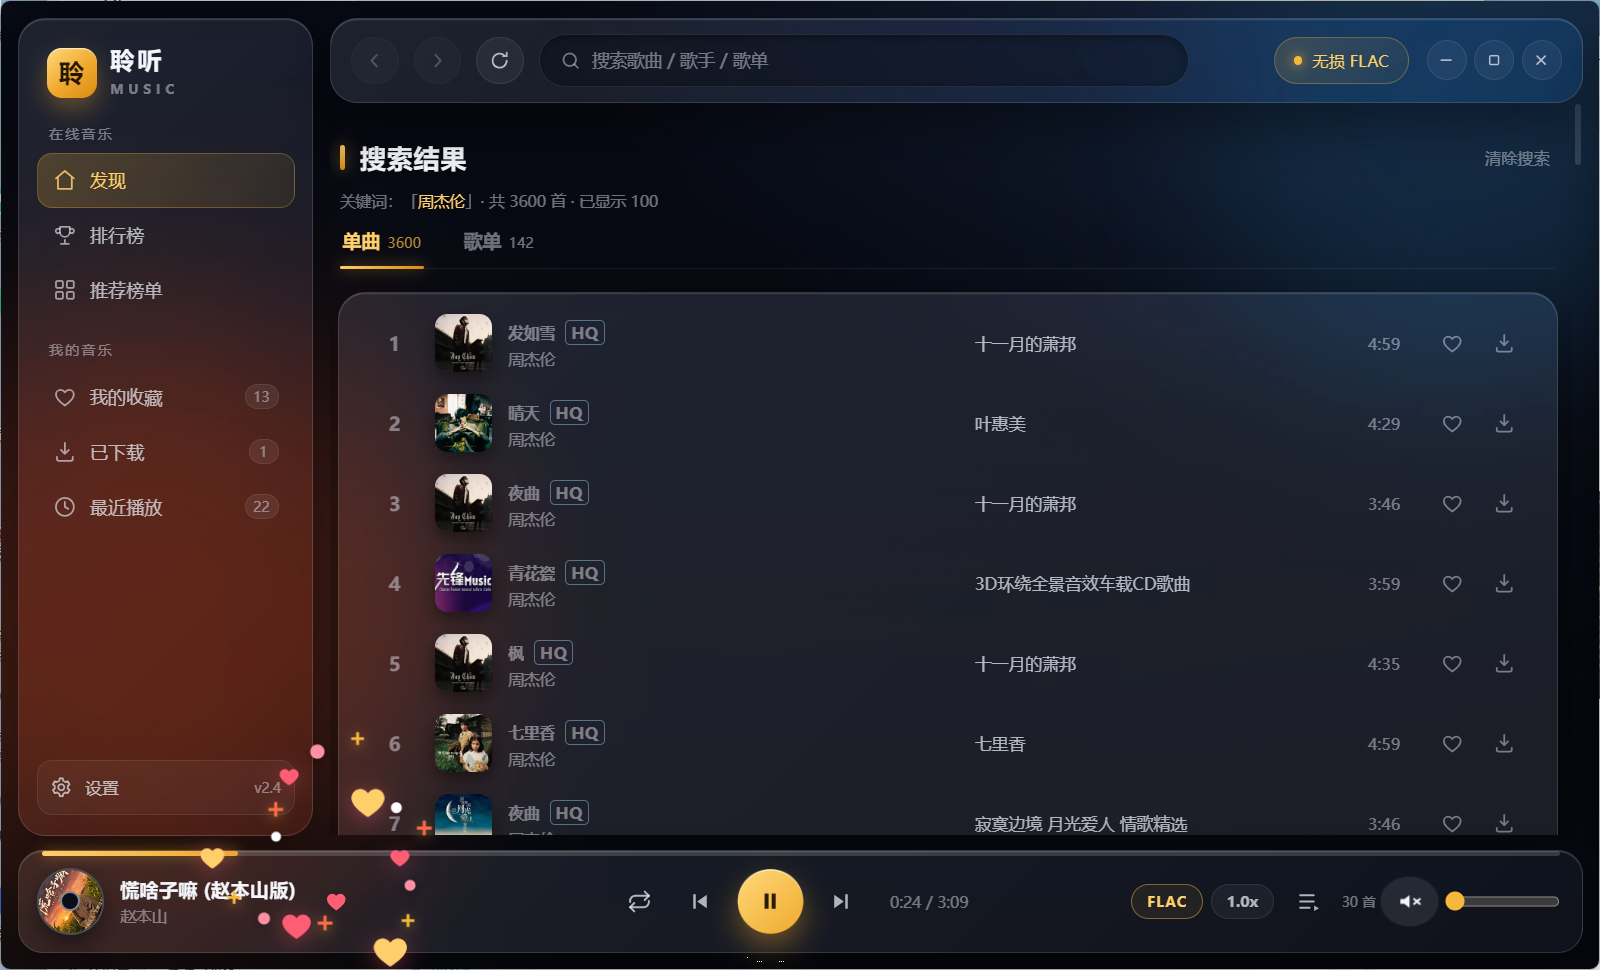 聆
聆听
MUSIC
在线音乐
发现
排行榜
推荐榜单
我的音乐
我的收藏 13
已下载 1
最近播放 22
设置 v2.4
搜索歌曲 / 歌手 / 歌单
无损 FLAC
搜索结果
清除搜索
关键词：「周杰伦」· 共 3600 首 · 已显示 100
单曲 3600 歌单 142
1 发如雪 HQ 十一月的萧邦 4:59
周杰伦
2 晴天 HQ 叶惠美 4:29
周杰伦
3 夜曲 HQ 十一月的萧邦 3:46
周杰伦
4 先锋Music 青花瓷 HQ 3D环绕全景音效车载CD歌曲 3:59
周杰伦
5 枫 HQ 十一月的萧邦 4:35
周杰伦
6 七里香 HQ 七里香 4:59
周杰伦
7 夜曲 HQ 寂寞边境 月光爱人 情歌精选 3:46
慌啥子嘛 (赵本山版)
赵本山
0:24 / 3:09
FLAC 1.0x 30 首